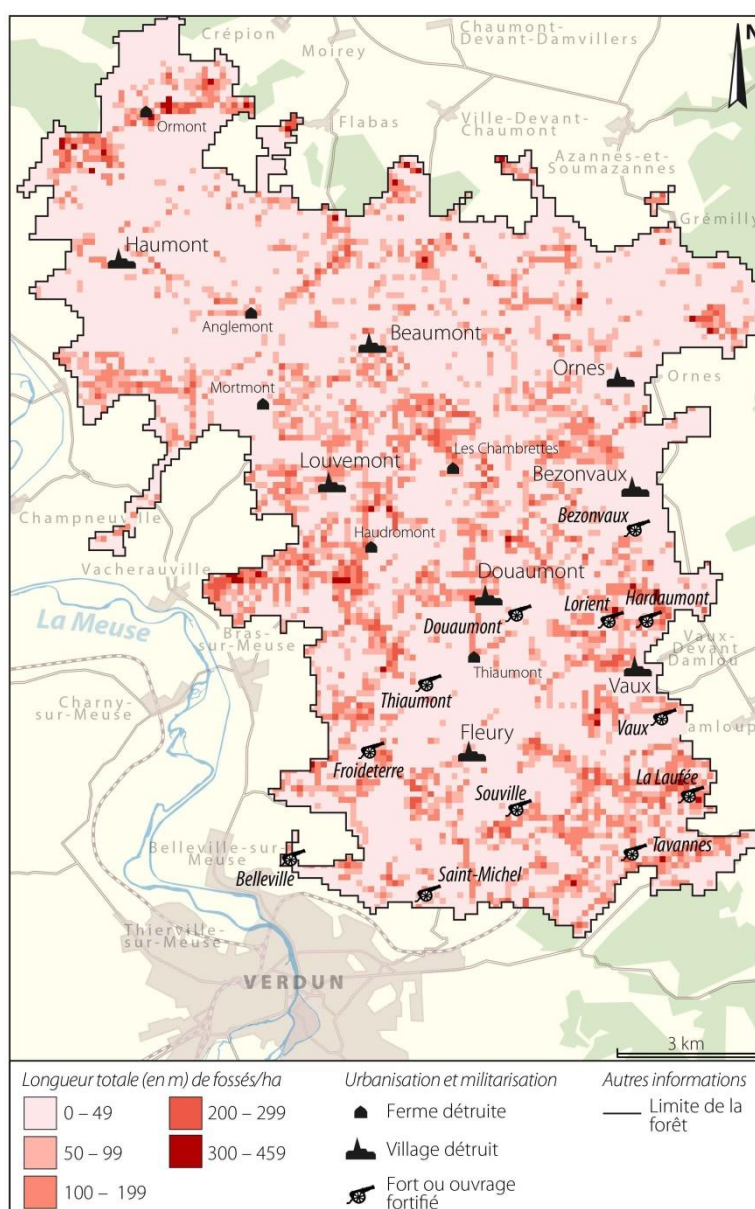 Crépion
Moirey
Chaumont-
Devant-Damvillers
N
Ormont
Flabas
Ville-Devant-
Chaumont
Azannes-et-
Soumazannes
Grémilly
Haumont
Anglemont
Beaumont
Ornes
Ornes
Mortmont
Les Chambrettes
Louvemont
Bezonvaux
Bezonvaux
Champneuville
Haudromont
Vacherauville
Douaumont
Lorient
Hardaumont
La Meuse
Douaumont
Bras-
sur-Meuse
Thiaumont
Vaux-
Devant
Damlou
Vaux
Charny-
sur-Meuse
Thiaumont
Vaux
amloup
Fleury
Froideterre
La Laufée
Souville
Belleville-sur-
Meuse
Tavannes
Belleville
Saint-Michel
Thierville-
sur-Meuse
VERDUN
3 km
Longueur totale (en m) de fossés/ha
0 – 49
50 – 99
100 – 199
200 – 299
300 – 459
Urbanisation et militarisation
Ferme détruite
Village détruit
Fort ou ouvrage
fortifié
Autres informations
Limite de la
forêt